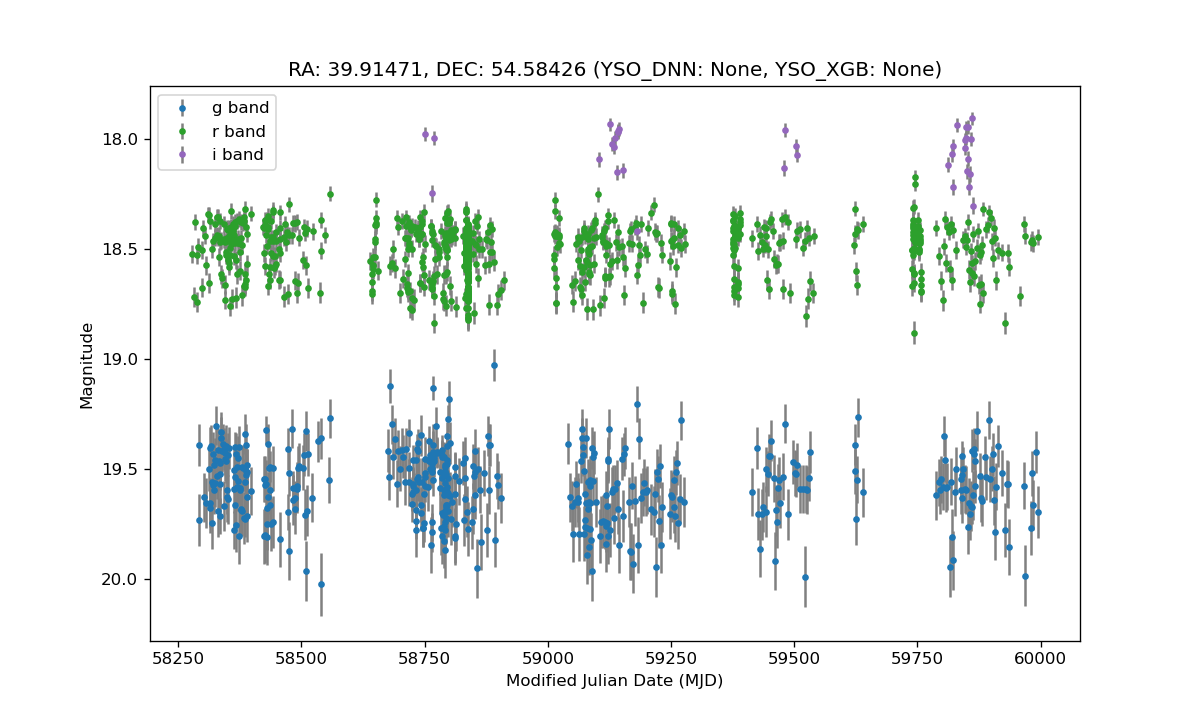 RA: 39.91471, DEC: 54.58426 (YSO_DNN: None, YSO_XGB: None)
g band
r band
i band
18.0
18.5
19.0
19.5
20.0
Magnitude
58250 58500 58750 59000 59250 59500 59750 60000
Modified Julian Date (MJD)